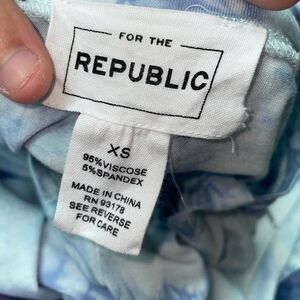 FOR THE
REPUBLIC
XS
95%VISCOSE
5%SPANDEX
MADE IN CHINA
RN 93178
SEE REVERSE
FOR CARE